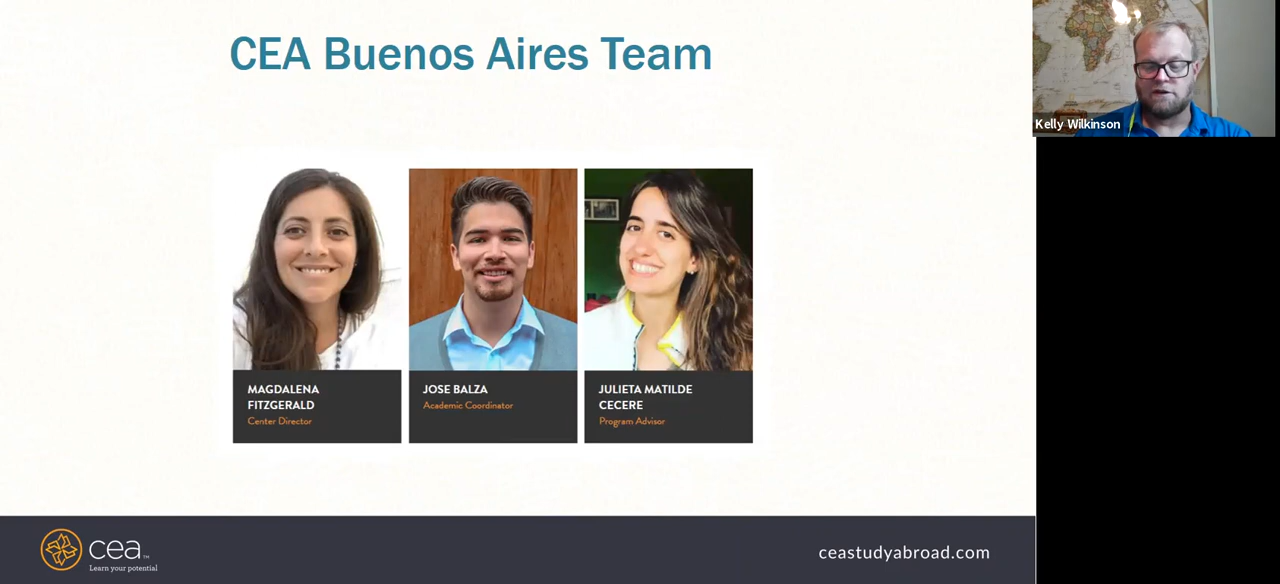 CEA Buenos Aires Team
Kelly Wilkinson
MAGDALENA
FITZGERALD
Center Director
JOSE BALZA
Academic Coordinator
JULIETA MATILDE
CECERE
Program Advisor
cea™
Learn your potential
ceastudyabroad.com